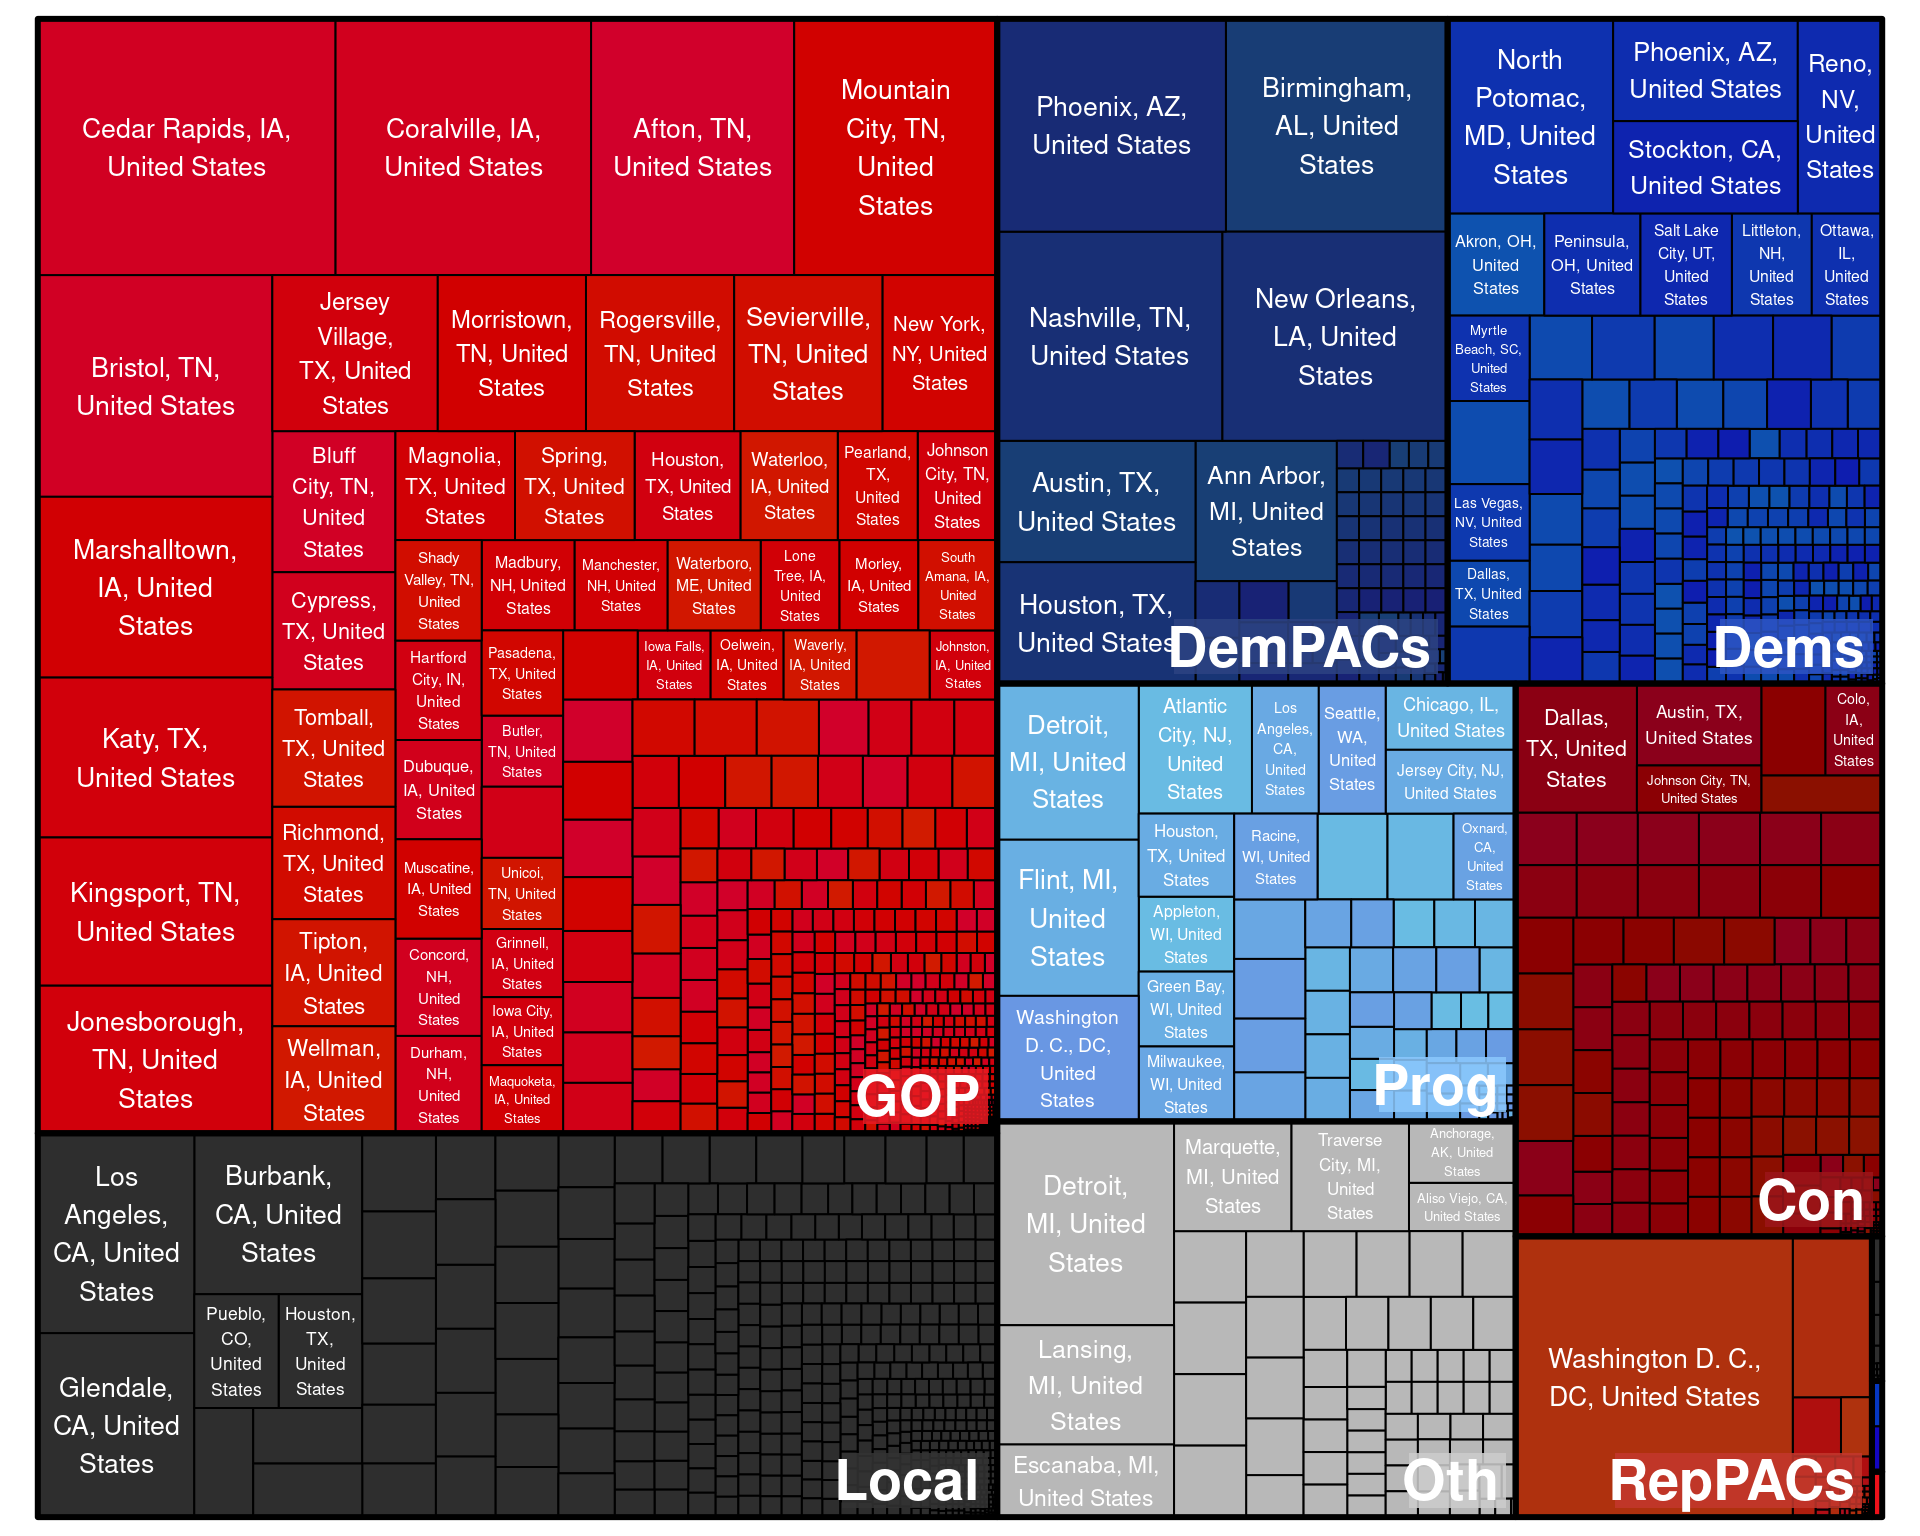 Cedar Rapids, IA,
United States
Coralville, IA,
United States
Afton, TN,
United States
Mountain
City, TN,
United
States
Bristol, TN,
United States
Jersey
Village,
TX, United
States
Morristown,
TN, United
States
Rogersville,
TN, United
States
Sevierville,
TN, United
States
New York,
NY, United
States
Bluff
City, TN,
United
States
Magnolia,
TX, United
States
Spring,
TX, United
States
Houston,
TX, United
States
Waterloo,
IA, United
States
Pearland,
TX,
United
States
Johnson
City, TN,
United
States
Marshalltown,
IA, United
States
Cypress,
TX, United
States
Shady
Valley, TN,
United
States
Madbury,
NH, United
States
Manchester,
NH, United
States
Waterboro,
ME, United
States
Lone
Tree, IA,
United
States
Morley,
IA, United
States
South
Amana, IA,
United
States
Hartford
City, IN,
United
States
Pasadena,
TX, United
States
Iowa Falls,
IA, United
States
Oelwein,
IA, United
States
Waverly,
IA, United
States
Johnston,
IA, United
States
Katy, TX,
United States
Tomball,
TX, United
States
Butler,
TN, United
States
Dubuque,
IA, United
States
Kingsport, TN,
United States
Richmond,
TX, United
States
Muscatine,
IA, United
States
Unicoi,
TN, United
States
Tipton,
IA, United
States
Concord,
NH,
United
States
Grinnell,
IA, United
States
Jonesborough,
TN, United
States
Wellman,
IA, United
States
Durham,
NH,
United
States
Iowa City,
IA, United
States
Maquoketa,
IA, United
States
GOP
Phoenix, AZ,
United States
Birmingham,
AL, United
States
Nashville, TN,
United States
New Orleans,
LA, United
States
Austin, TX,
United States
Ann Arbor,
MI, United
States
Houston, TX,
United States
DemPACs
North
Potomac,
MD, United
States
Phoenix, AZ,
United States
Stockton, CA,
United States
Reno,
NV,
United
States
Akron, OH,
United
States
Peninsula,
OH, United
States
Salt Lake
City, UT,
United
States
Littleton,
NH,
United
States
Ottawa,
IL,
United
States
Myrtle
Beach, SC,
United
States
Las Vegas,
NV, United
States
Dallas,
TX, United
States
Dems
Detroit,
MI, United
States
Atlantic
City, NJ,
United
States
Los
Angeles,
CA,
United
States
Seattle,
WA,
United
States
Chicago, IL,
United States
Jersey City, NJ,
United States
Flint, MI,
United
States
Houston,
TX, United
States
Racine,
WI, United
States
Oxnard,
CA,
United
States
Appleton,
WI, United
States
Green Bay,
WI, United
States
Washington
D. C., DC,
United
States
Milwaukee,
WI, United
States
Prog
Dallas,
TX, United
States
Austin, TX,
United States
Johnson City, TN,
United States
Colo,
IA,
United
States
Con
Los
Angeles,
CA, United
States
Burbank,
CA, United
States
Pueblo,
CO,
United
States
Houston,
TX,
United
States
Glendale,
CA, United
States
Local
Detroit,
MI, United
States
Marquette,
MI, United
States
Traverse
City, MI,
United
States
Anchorage,
AK, United
States
Aliso Viejo, CA,
United States
Lansing,
MI, United
States
Escanaba, MI,
United States
Oth
Washington D. C.,
DC, United States
RepPACs